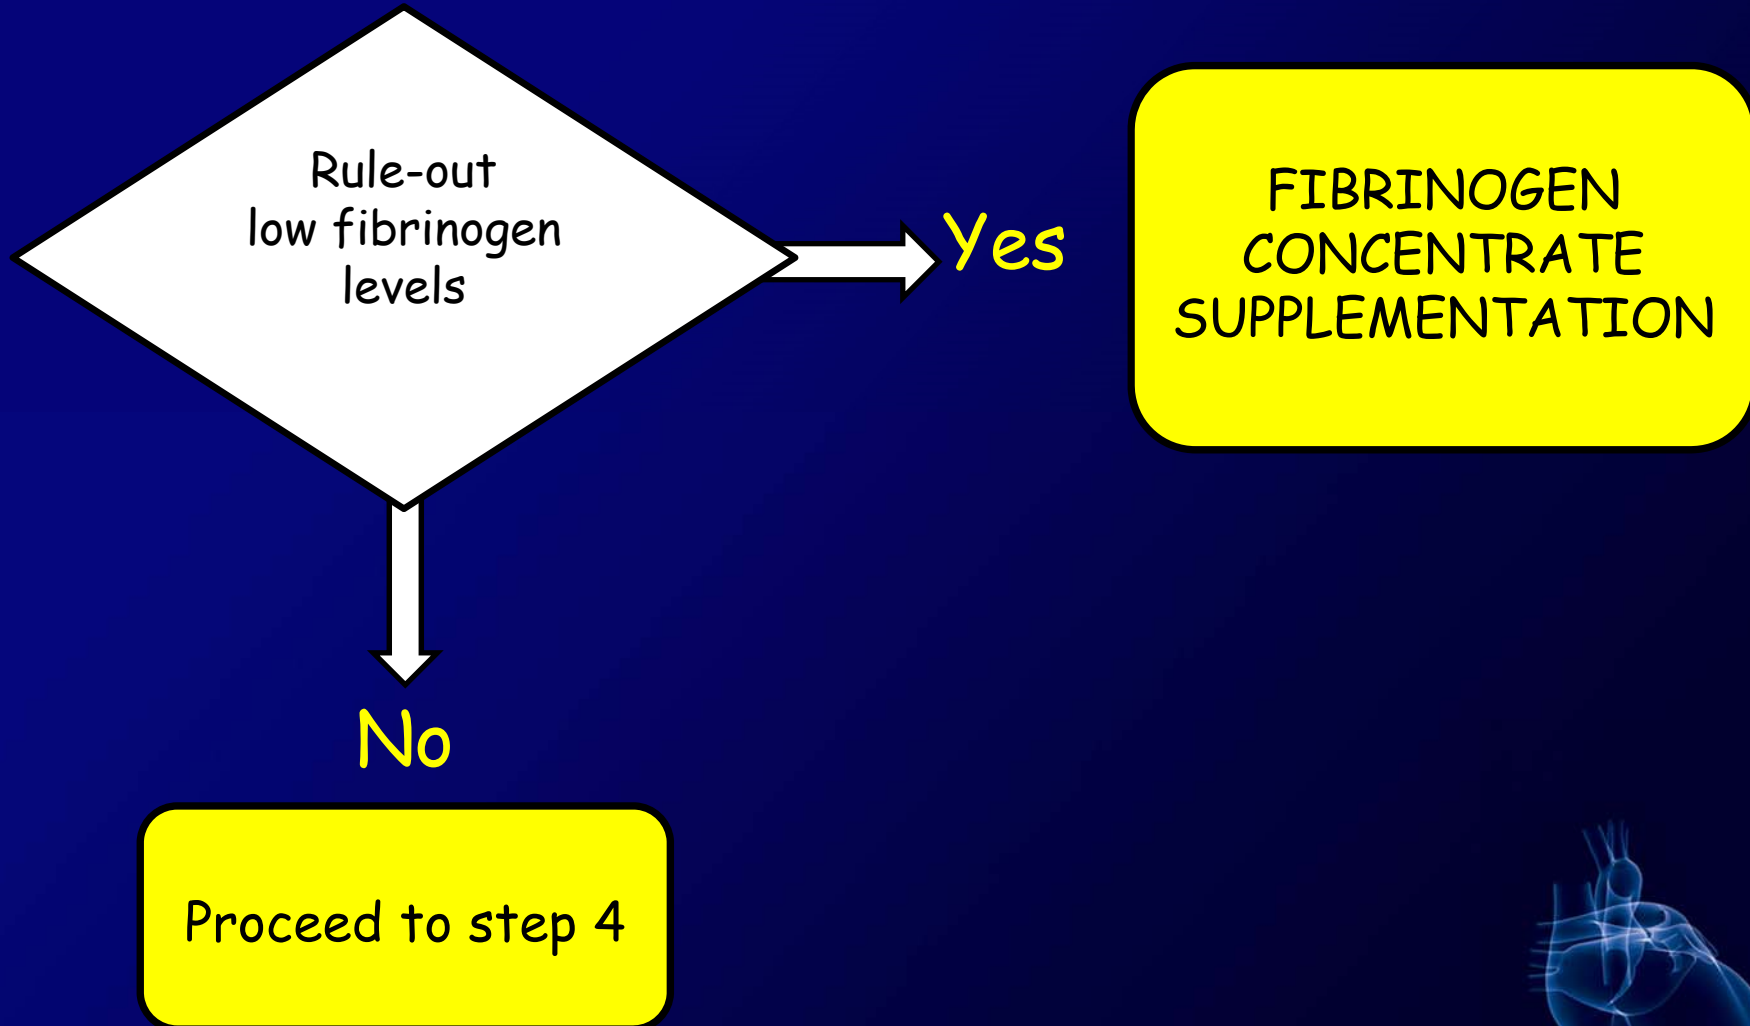 Rule-out
low fibrinogen
levels
Yes
FIBRINOGEN
CONCENTRATE
SUPPLEMENTATION
No
Proceed to step 4